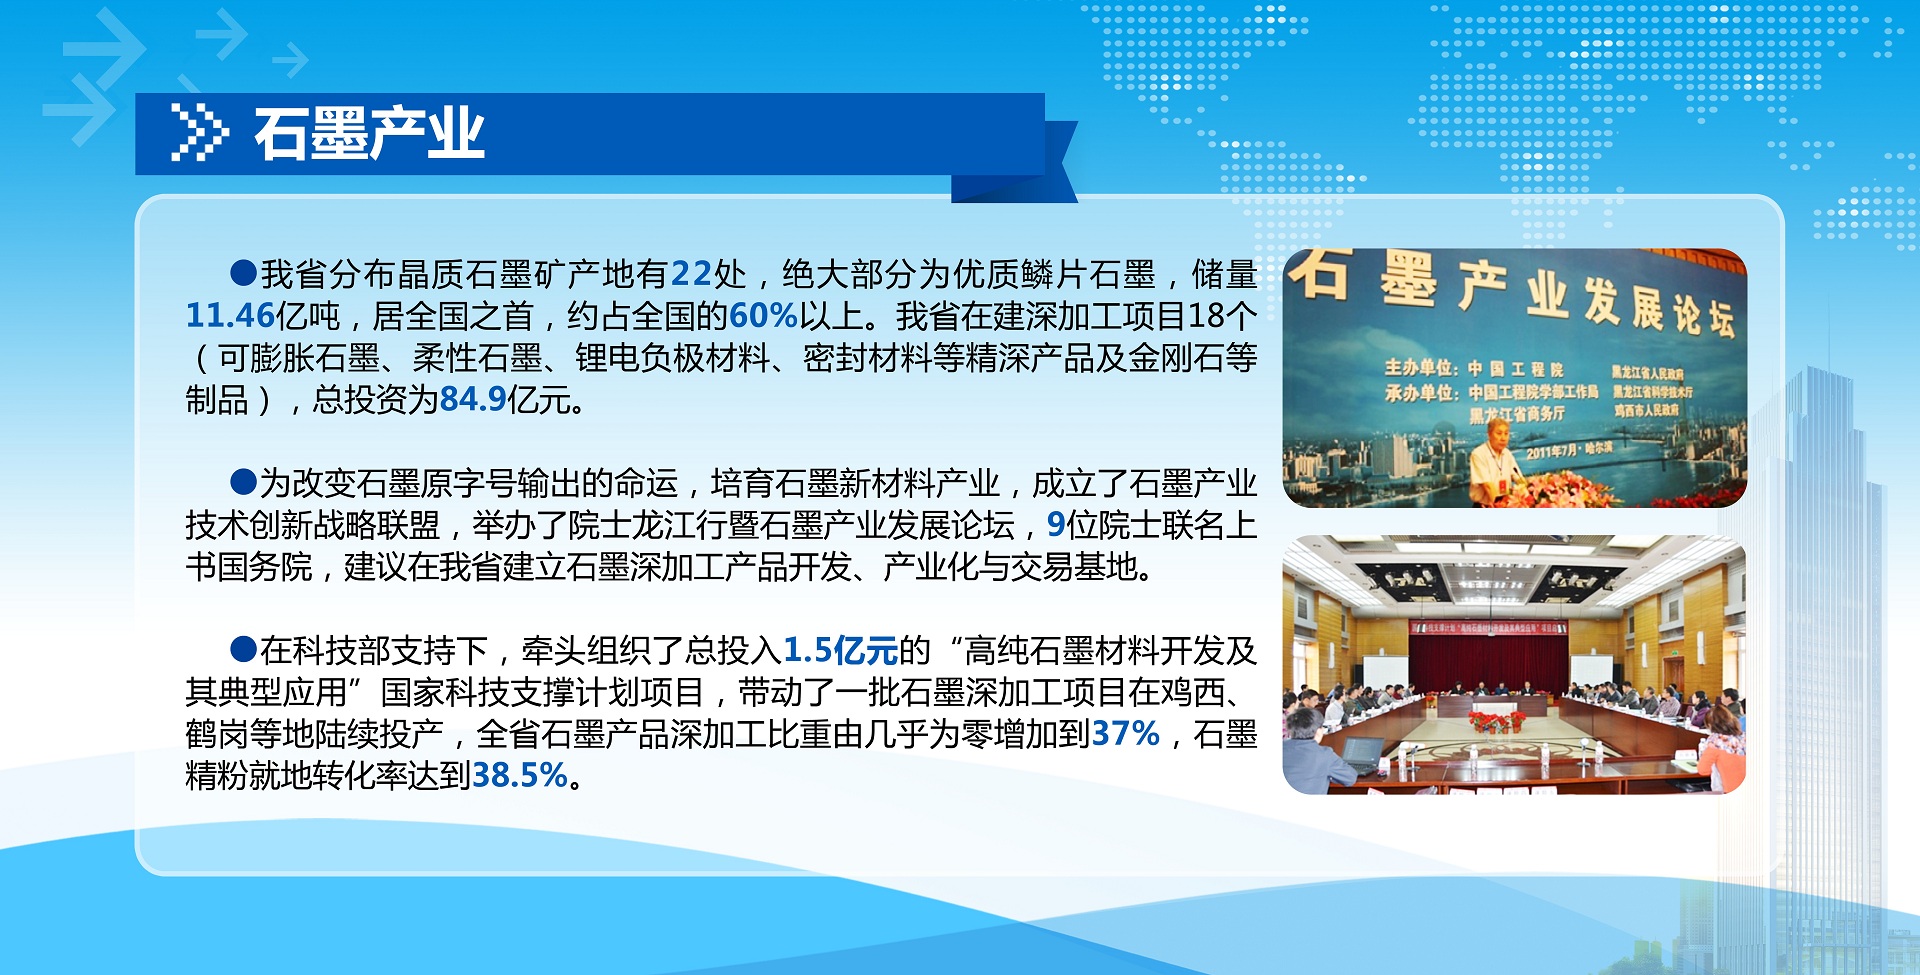 石墨产业
●我省分布晶质石墨矿产地有22处，绝大部分为优质鳞片石墨，储量
11.46亿吨，居全国之首，约占全国的60%以上。我省在建深加工项目18个
（可膨胀石墨、柔性石墨、锂电负极材料、密封材料等精深产品及金刚石等
制品），总投资为84.9亿元。
●为改变石墨原字号输出的命运，培育石墨新材料产业，成立了石墨产业
技术创新战略联盟，举办了院士龙江行暨石墨产业发展论坛，9位院士联名上
书国务院，建议在我省建立石墨深加工产品开发、产业化与交易基地。
●在科技部支持下，牵头组织了总投入1.5亿元的“高纯石墨材料开发及
其典型应用”国家科技支撑计划项目，带动了一批石墨深加工项目在鸡西、
鹤岗等地陆续投产，全省石墨产品深加工比重由几乎为零增加到37%，石墨
精粉就地转化率达到38.5%。
石墨产业发展论坛
主办单位：中国工程院 黑龙江省人民政府
承办单位：中国工程院学部工作局 黑龙江省科学技术厅
黑龙江省商务厅 鸡西市人民政府
2011年7月·哈尔滨